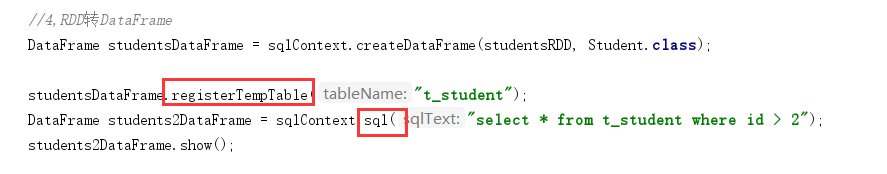 //4,RDD转DataFrame
DataFrame studentsDataFrame = sqlContext.createDataFrame(studentsRDD, Student.class);
studentsDataFrame.registerTempTable( tableName: "t_student");
DataFrame students2DataFrame = sqlContext.sql( sqlText: "select * from t_student where id > 2");
students2DataFrame.show();